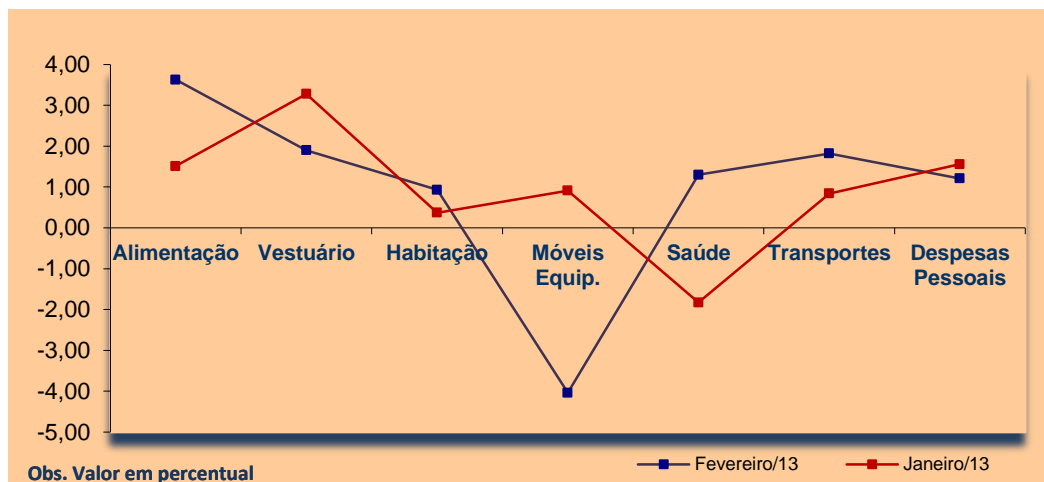 4,00
3,00
2,00
1,00
0,00
Alimentação Vestuário Habitação Móveis Saúde Transportes Despesas
-1,00
Equip. Pessoais
-2,00
-3,00
-4,00
-5,00
Obs. Valor em percentual
Fevereiro/13 Janeiro/13